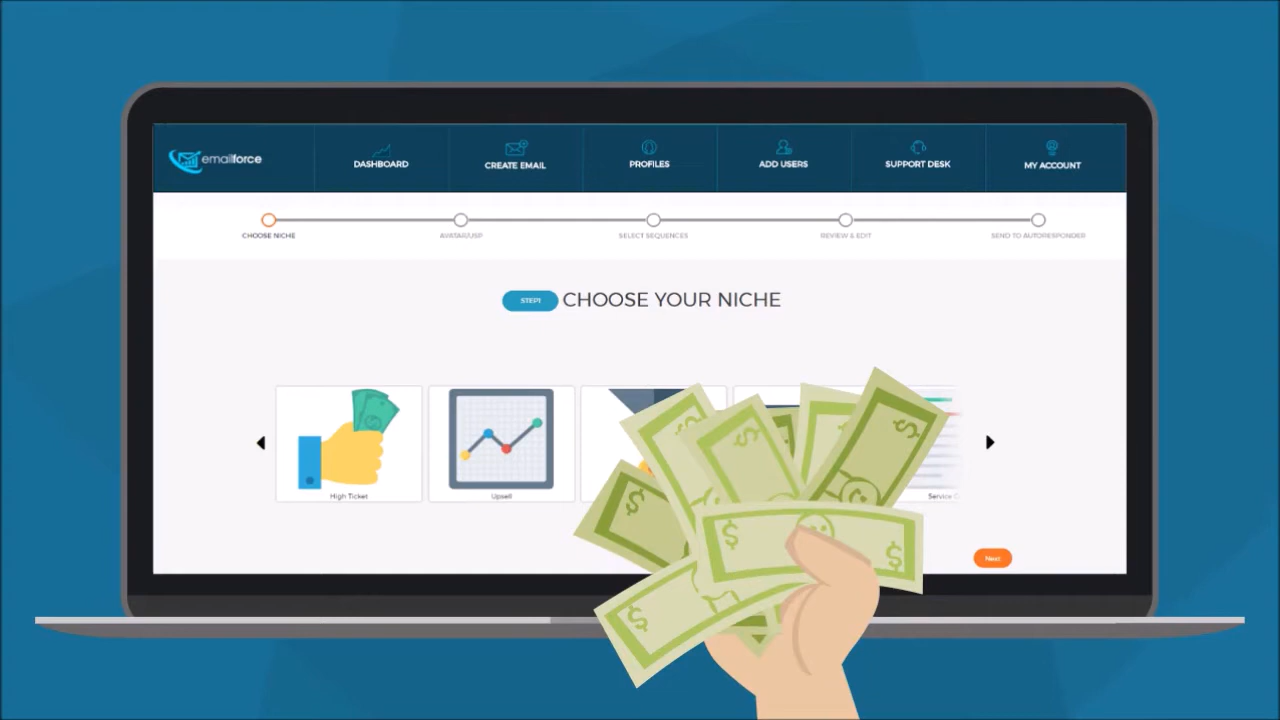 emailforce
DASHBOARD
CREATE EMAIL
PROFILES
ADD USERS
SUPPORT DESK
MY ACCOUNT
CHOOSE NICHE
AVATAR/USP
SELECT SEQUENCES
REVIEW & EDIT
SEND TO AUTORESPONDER
STEP1 CHOOSE YOUR NICHE
High Ticket
Upsell
Service
Next